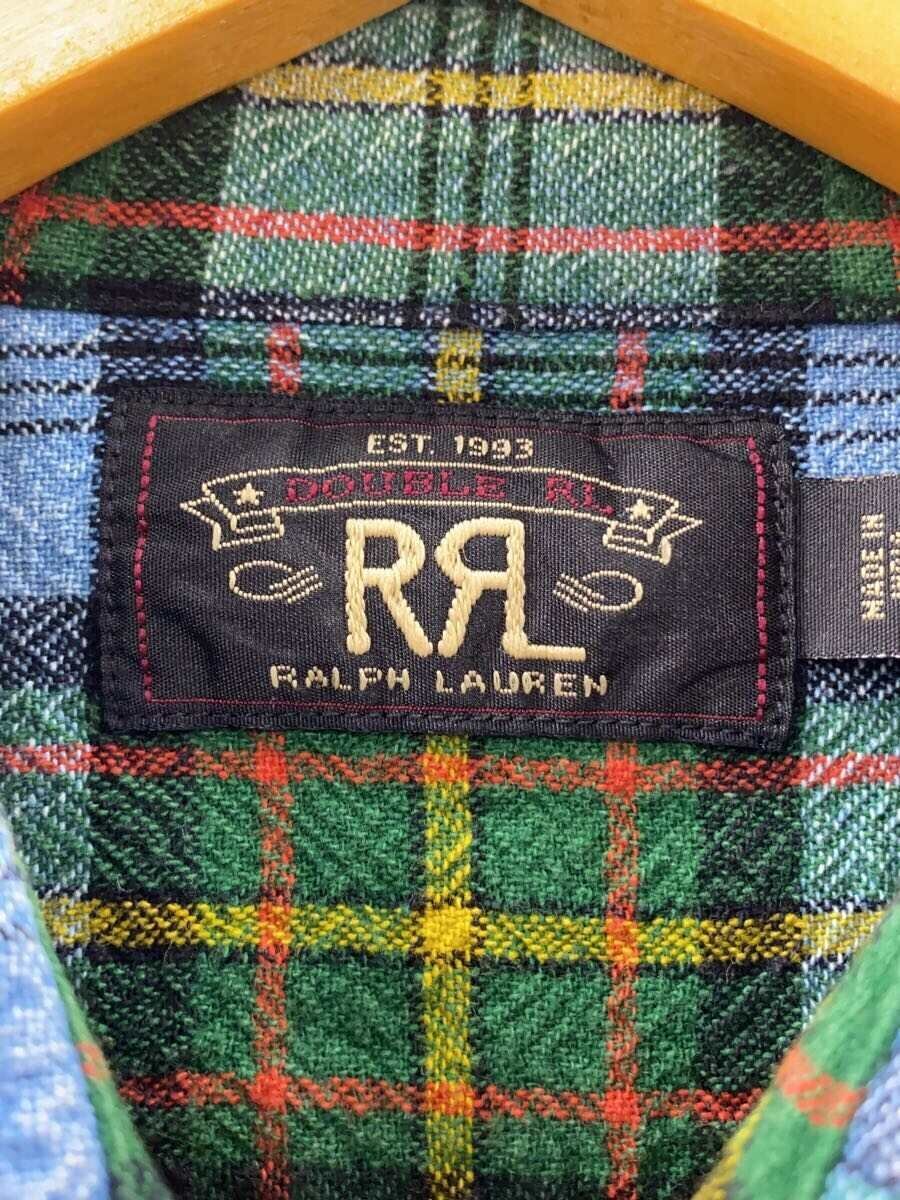 EST. 1993
DOUBLE RL
RRL
RALPH LAUREN
MADE IN